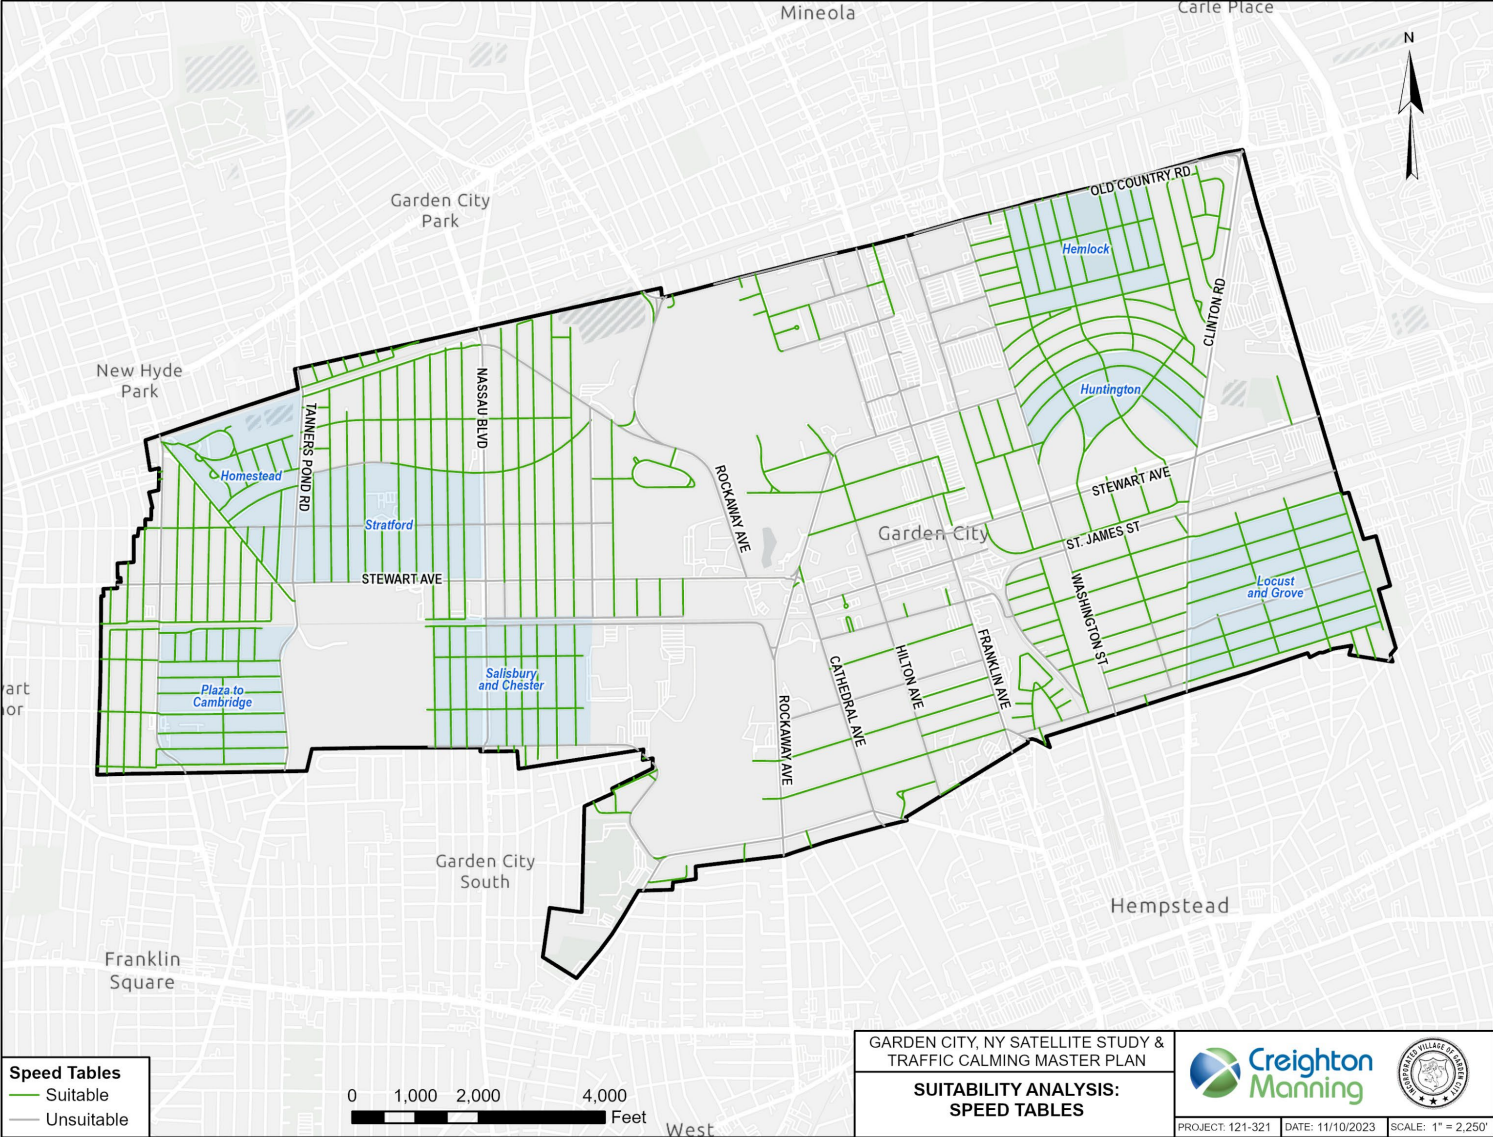 Mineola
Carle Place
N
OLD COUNTRY RD
Garden City
Park
Hemlock
CLINTON RD
New Hyde
Park
NASSAU BLVD
TANNERS POND RD
Huntington
Homestead
ROCKAWAY AVE
STEWART AVE
Stratford
Garden City
ST. JAMES ST
STEWART AVE
WASHINGTON ST
Locust
and Grove
FRANKLIN AVE
HILTON AVE
CATHEDRAL AVE
Salisbury
and Chester
Plaza to
Cambridge
ROCKAWAY AVE
Garden City
South
Hempstead
Franklin
Square
West
Speed Tables
Suitable
Unsuitable
0 1,000 2,000 4,000
Feet
GARDEN CITY, NY SATELLITE STUDY &
TRAFFIC CALMING MASTER PLAN
SUITABILITY ANALYSIS:
SPEED TABLES
Creighton
Manning
INCORPORATED VILLAGE OF GARDEN CITY
PROJECT: 121-321 DATE: 11/10/2023 SCALE: 1" = 2,250'